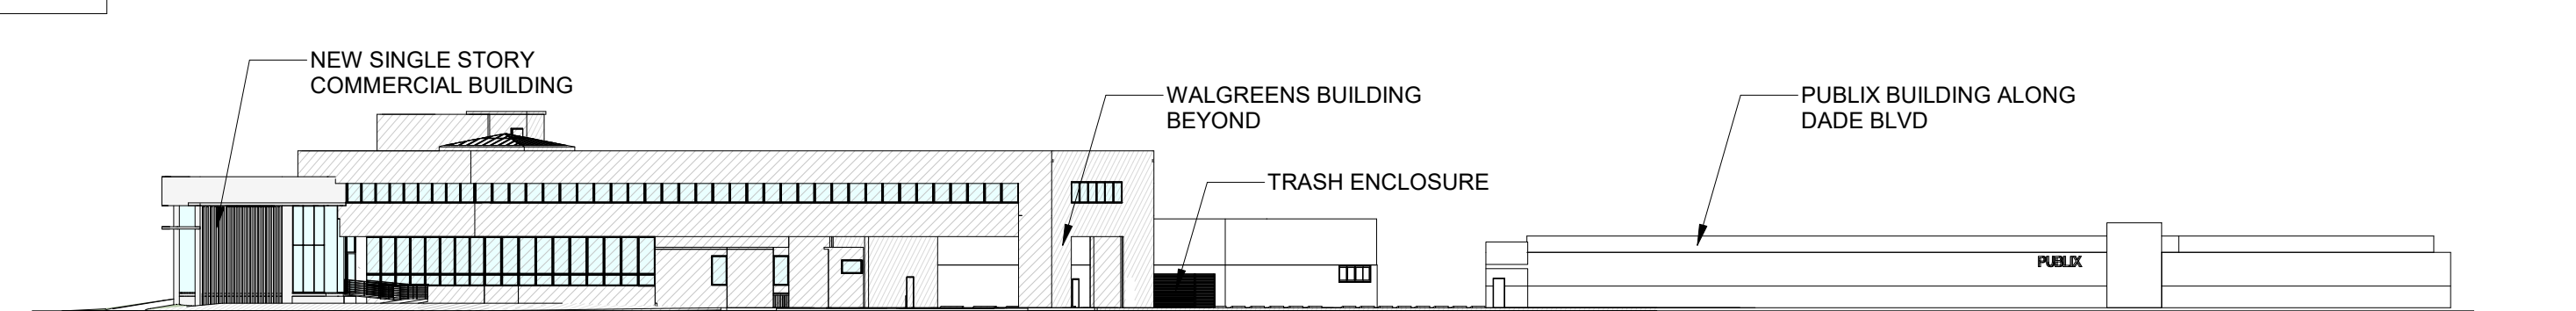 NEW SINGLE STORY
COMMERCIAL BUILDING
WALGREENS BUILDING
BEYOND
PUBLIX BUILDING ALONG
DADE BLVD
TRASH ENCLOSURE
PUBLIX